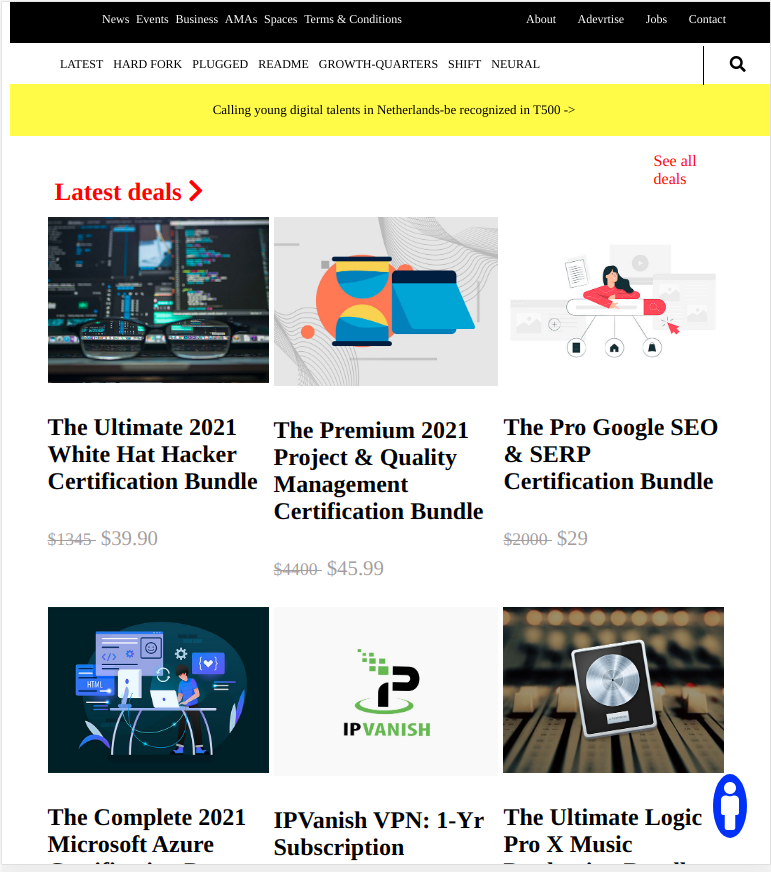 News Events Business AMAs Spaces Terms & Conditions About Adevrtise Jobs Contact
LATEST HARD FORK PLUGGED README GROWTH-QUARTERS SHIFT NEURAL
Calling young digital talents in Netherlands-be recognized in T500 ->
See all
deals
Latest deals
The Ultimate 2021
White Hat Hacker
Certification Bundle
$1345 $39.90
The Premium 2021
Project & Quality
Management
Certification Bundle
$4400 $45.99
The Pro Google SEO
& SERP
Certification Bundle
$2000 $29
HTML
IPVANISH
The Complete 2021
Microsoft Azure
IPVanish VPN: 1-Yr
Subscription
The Ultimate Logic
Pro X Music